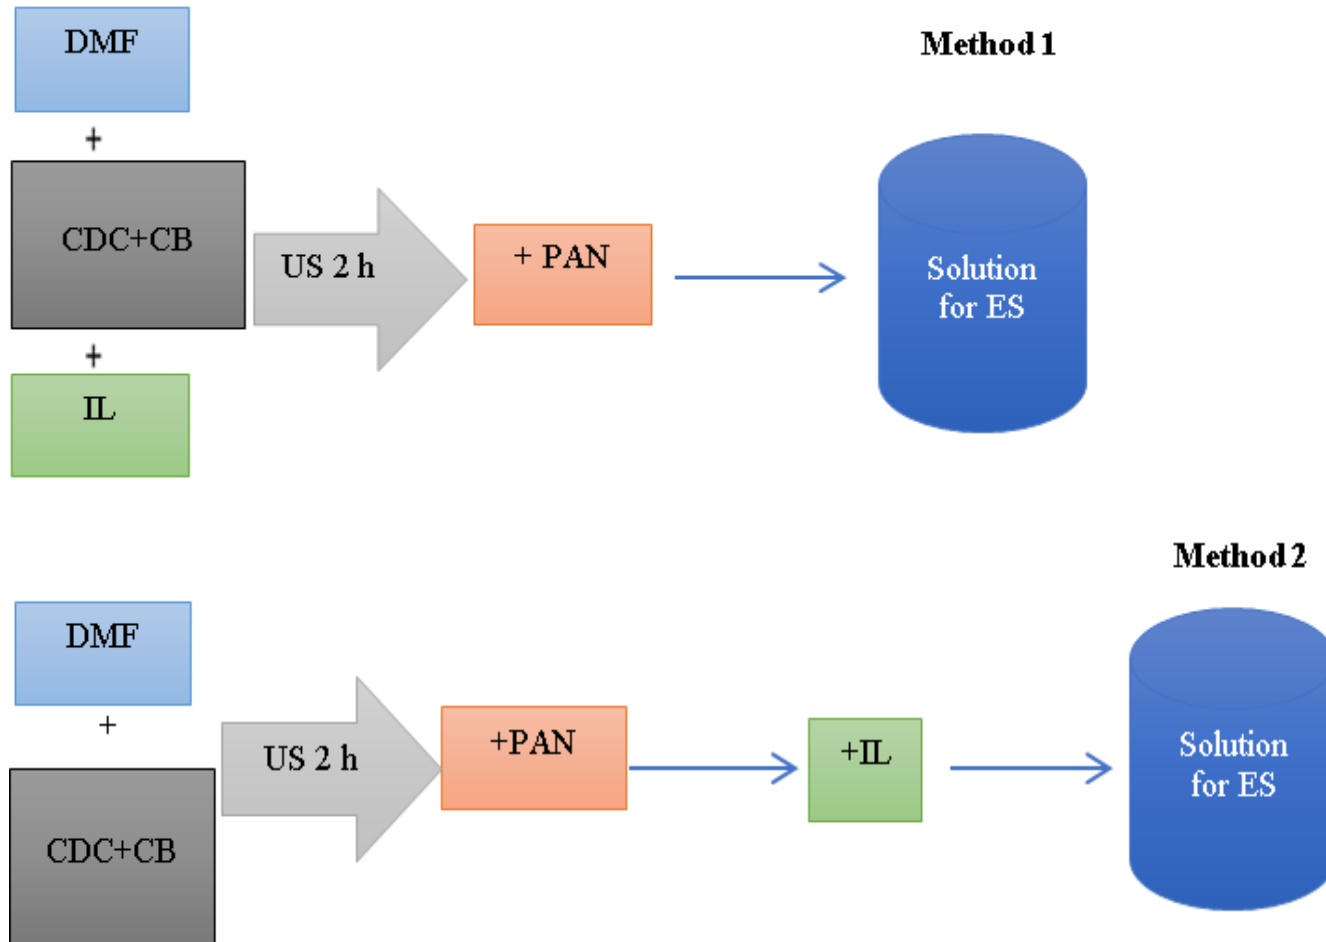 Method 1
DMF
+
CDC+CB
+
IL
US 2 h
+ PAN
Solution
for ES
Method 2
DMF
+
CDC+CB
US 2 h
+PAN
+IL
Solution
for ES